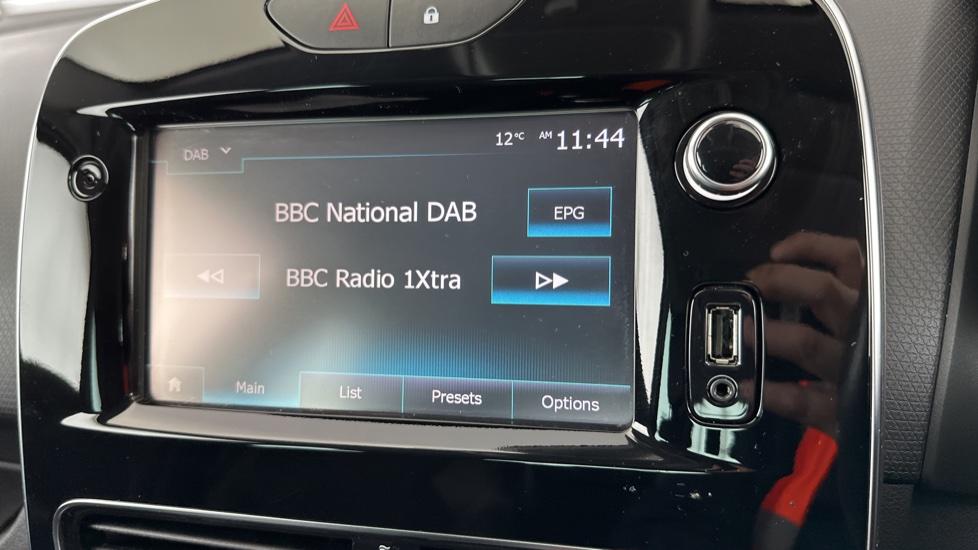 12°C AM 11:44
DAB
BBC National DAB
EPG
BBC Radio 1Xtra
Main
List
Presets
Options